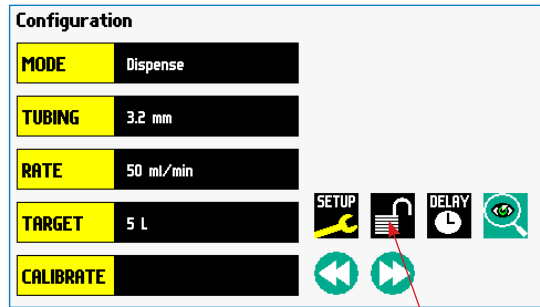 Configuration
MODE Dispense
TUBING 3.2 mm
RATE 50 ml/min
SETUP DELAY
TARGET 5 L
CALIBRATE